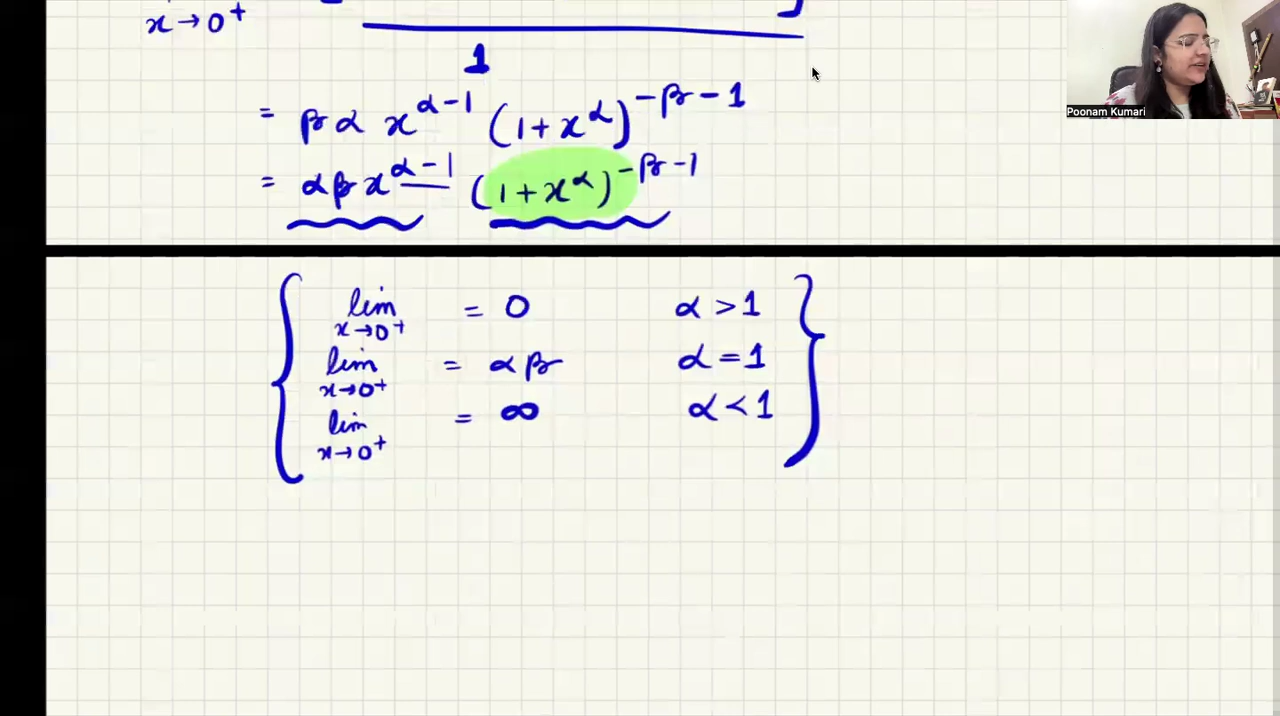 x→0⁺
1
= βα x^(α-1) (1+x^α)^(-β-1)
= αβx^(α-1) (1+x^α)^(-β-1)
Poonam Kumari
lim x→0⁺ = 0 α > 1
lim x→0⁺ = αβ α = 1
lim x→0⁺ = ∞ α < 1